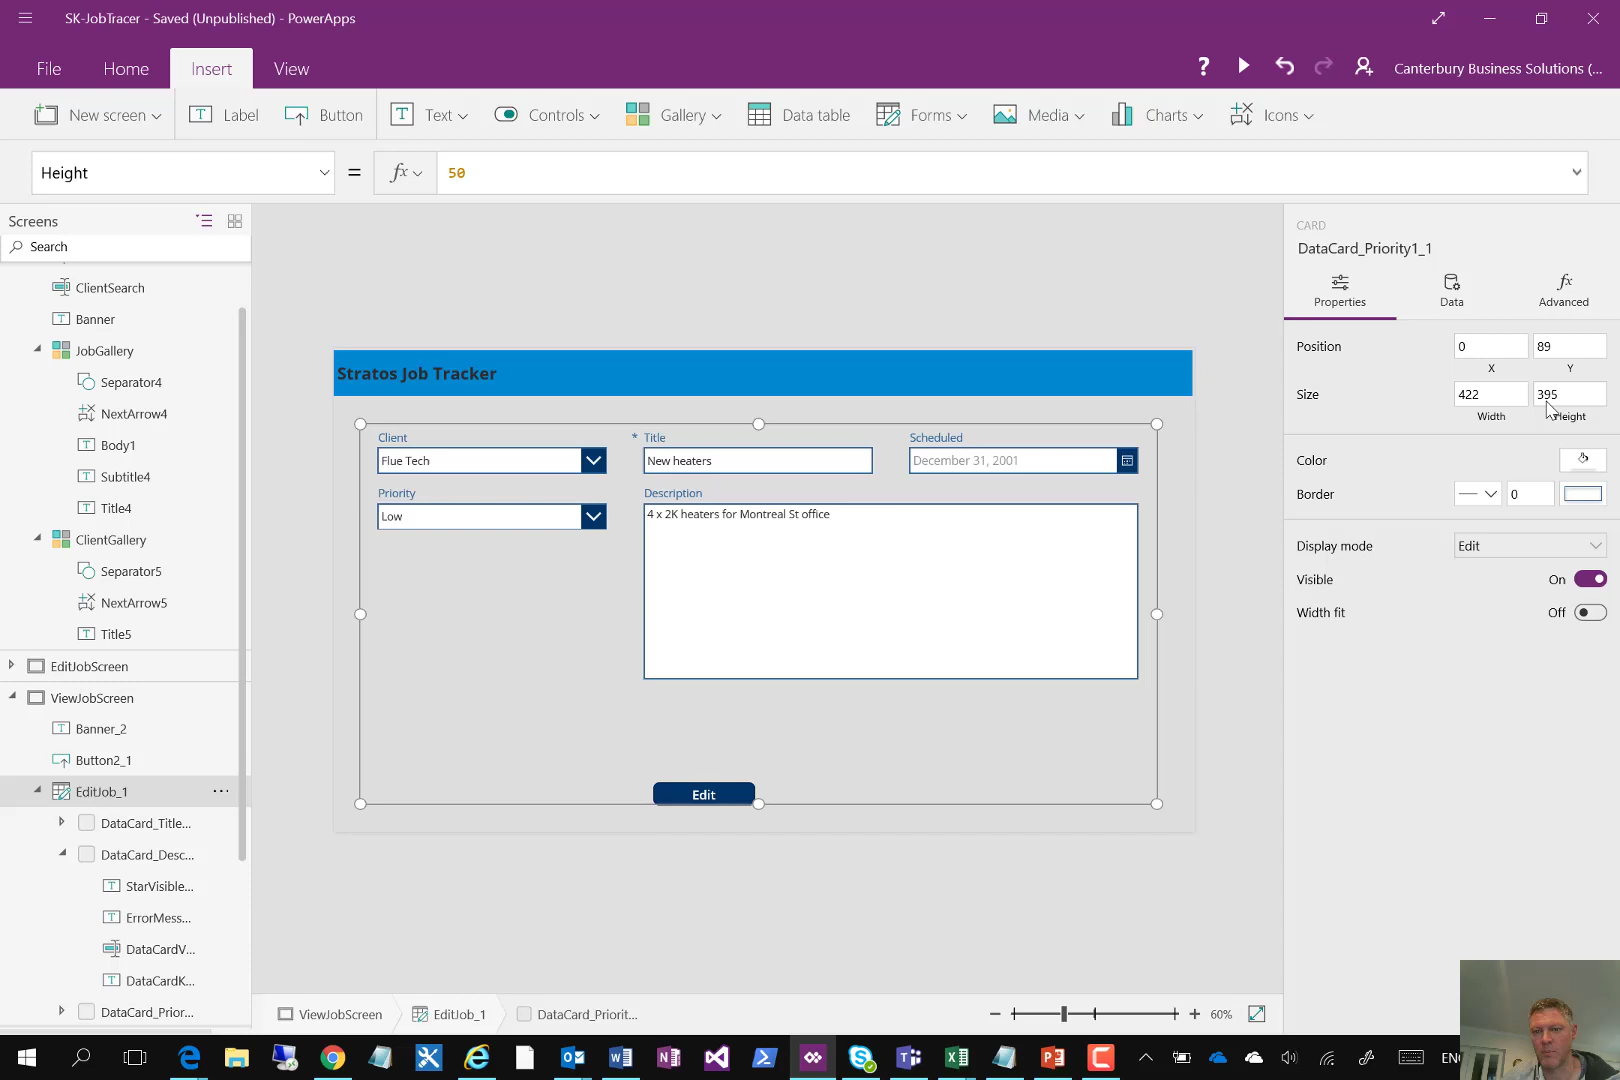 SK-JobTracer - Saved (Unpublished) - PowerApps
File
Home
Insert
View
?
Canterbury Business Solutions (...
New screen
Label
Button
Text
Controls
Gallery
Data table
Forms
Media
Charts
Icons
Height
=
fx
50
Screens
Search
ClientSearch
Banner
JobGallery
Separator4
NextArrow4
Body1
Subtitle4
Title4
ClientGallery
Separator5
NextArrow5
Title5
EditJobScreen
ViewJobScreen
Banner_2
Button2_1
EditJob_1
...
DataCard_Title...
DataCard_Desc...
StarVisible...
ErrorMess...
DataCardV...
DataCardK...
DataCard_Prior...
Stratos Job Tracker
Client
* Title
Scheduled
Flue Tech
New heaters
December 31, 2001
Priority
Description
Low
4 x 2K heaters for Montreal St office
Edit
CARD
DataCard_Priority1_1
Properties
Data
fx
Advanced
Position
0
89
X
Y
Size
422
395
Width
Height
Color
Border
0
Display mode
Edit
Visible
On
Width fit
Off
ViewJobScreen
EditJob_1
DataCard_Priorit...
60%